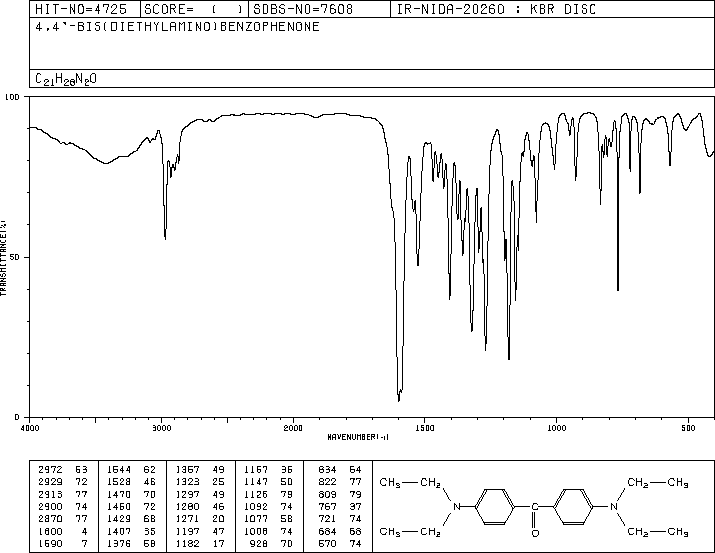 HIT-NO=4725 SCORE= ( ) SDBS-NO=7608 IR-NIDA-20260 : KBR DISC
4,4'-BIS(DIETHYLAMINO)BENZOPHENONE
C21H28N2O
100
50
0
TRANSMITTANCE(%)
4000 3000 2000 1500 1000 500
WAVENUMBER(-1)
2972 53 1544 62 1357 49 1157 35 834 64
2929 72 1528 46 1323 25 1147 50 822 77
2913 77 1470 70 1297 49 1126 79 809 79
2900 74 1450 72 1280 46 1092 74 767 37
2870 77 1429 68 1271 20 1077 58 721 74
1600 4 1407 35 1197 47 1008 74 684 68
1590 7 1376 58 1182 17 928 70 570 74
CH3 CH2 CH2 CH3
N C N
CH3 CH2 O CH2 CH3